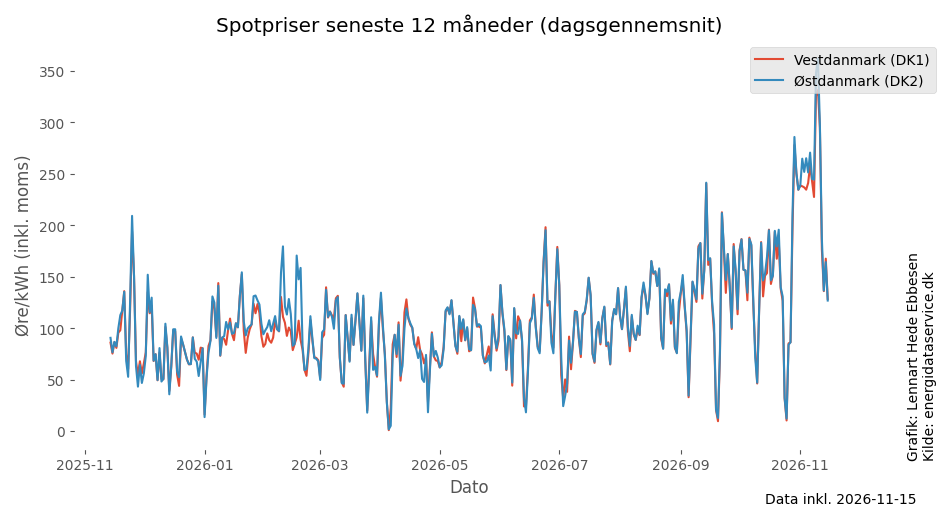 Spotpriser seneste 12 måneder (dagsgennemsnit)
Vestdanmark (DK1)
Østdanmark (DK2)
Øre/kWh (inkl. moms)
350
300
250
200
150
100
50
0
2025-11
2026-01
2026-03
2026-05
2026-07
2026-09
2026-11
Dato
Grafik: Lennart Hede Ebbesen
Kilde: energidataservice.dk
Data inkl. 2026-11-15